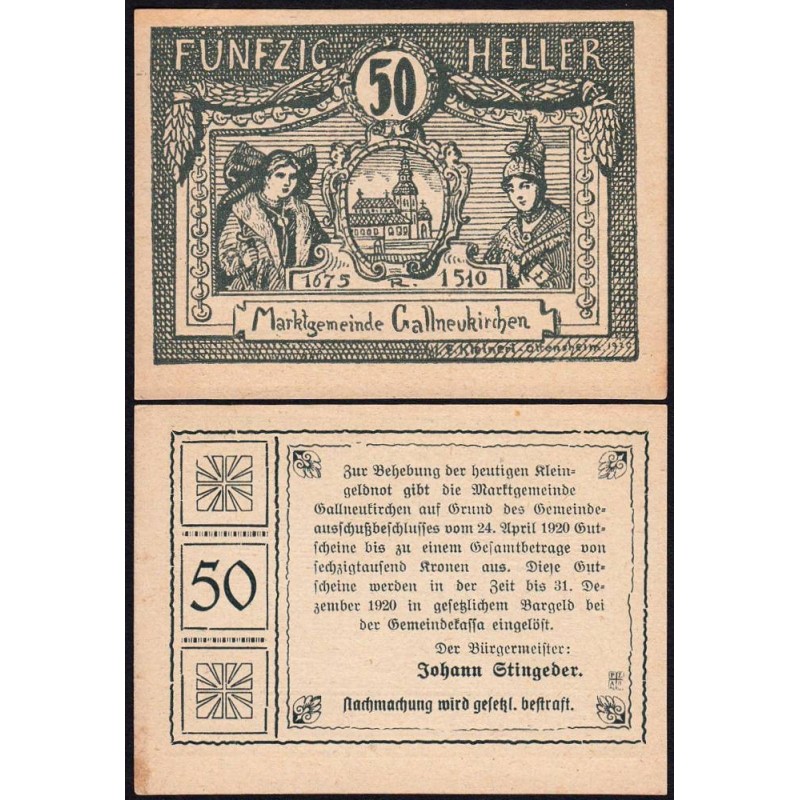 FÜNFZIG HELLER
50
1675 R. 1510
Marktgemeinde Gallneukirchen
Zur Behebung der heutigen Klein-
geldnot gibt die Marktgemeinde
Gallneukirchen auf Grund des Gemeinde-
ausschußbeschlusses vom 24. April 1920 Gut-
scheine bis zu einem Gesamtbetrage von
sechzigtausend Kronen aus. Diese Gut-
scheine werden in der Zeit bis 31. De-
zember 1920 in gesetzlichem Bargeld bei
der Gemeindekassa eingelöst.
50
Der Bürgermeister:
Johann Stingeder.
Nachmachung wird gesetzl. bestraft.